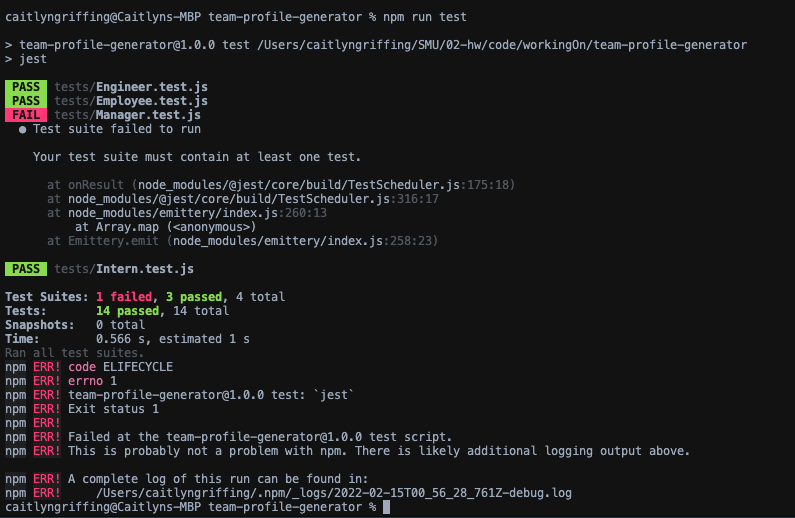 caitlyngriffing@Caitlyns-MBP team-profile-generator % npm run test
> team-profile-generator@1.0.0 test /Users/caitlyngriffing/SMU/02-hw/code/workingOn/team-profile-generator
> jest
PASS tests/Engineer.test.js
PASS tests/Employee.test.js
FAIL tests/Manager.test.js
● Test suite failed to run
Your test suite must contain at least one test.
at onResult (node_modules/@jest/core/build/TestScheduler.js:175:18)
at node_modules/@jest/core/build/TestScheduler.js:316:17
at node_modules/emittery/index.js:260:13
at Array.map (<anonymous>)
at Emittery.emit (node_modules/emittery/index.js:258:23)
PASS tests/Intern.test.js
Test Suites: 1 failed, 3 passed, 4 total
Tests: 14 passed, 14 total
Snapshots: 0 total
Time: 0.566 s, estimated 1 s
Ran all test suites.
npm ERR! code ELIFECYCLE
npm ERR! errno 1
npm ERR! team-profile-generator@1.0.0 test: `jest`
npm ERR! Exit status 1
npm ERR!
npm ERR! Failed at the team-profile-generator@1.0.0 test script.
npm ERR! This is probably not a problem with npm. There is likely additional logging output above.
npm ERR! A complete log of this run can be found in:
npm ERR! /Users/caitlyngriffing/.npm/_logs/2022-02-15T00_56_28_761Z-debug.log
caitlyngriffing@Caitlyns-MBP team-profile-generator %